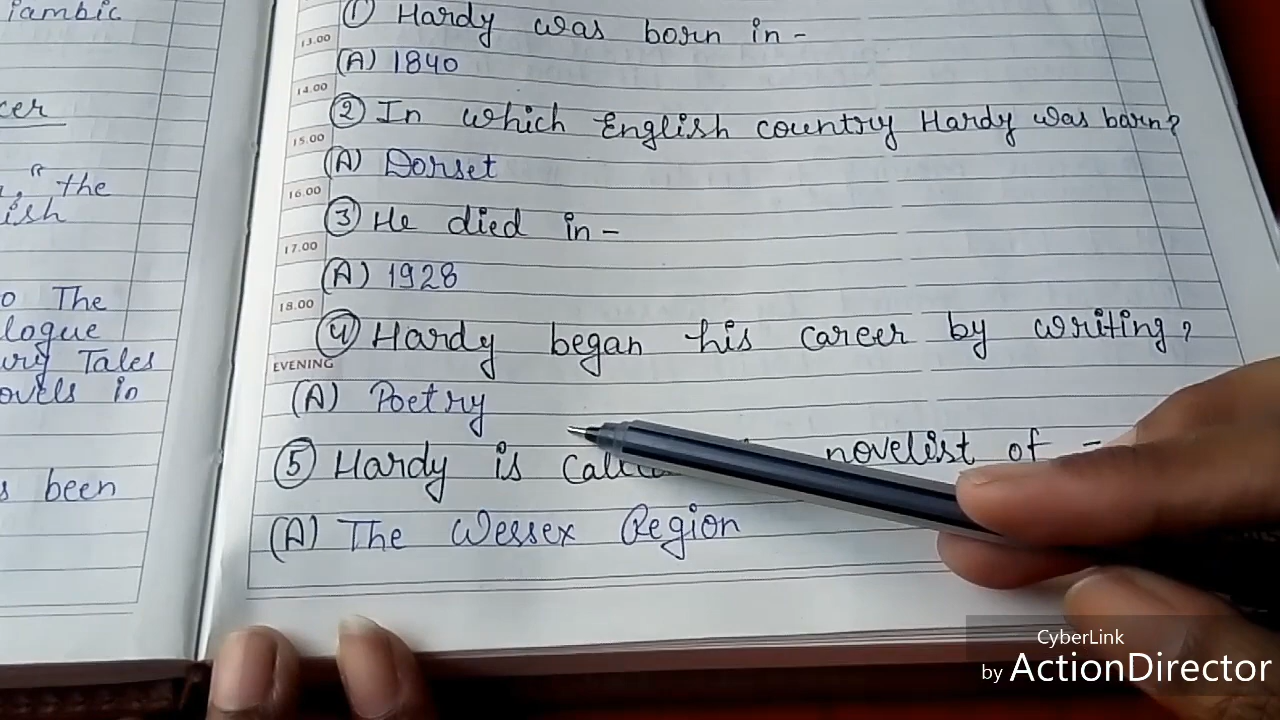 iambic
cer
" the
ish
o The
logue
ury Tales
ovels in
s been
① Hardy was born in -
13.00
(A) 1840
14.00
② In which English country Hardy was born?
15.00
(A) Dorset
16.00
③ He died in -
17.00
(A) 1928
18.00
④ Hardy began his career by writing?
EVENING
(A) Poetry
⑤ Hardy is novelist of -
(A) The Wessex Region
CyberLink
by ActionDirector